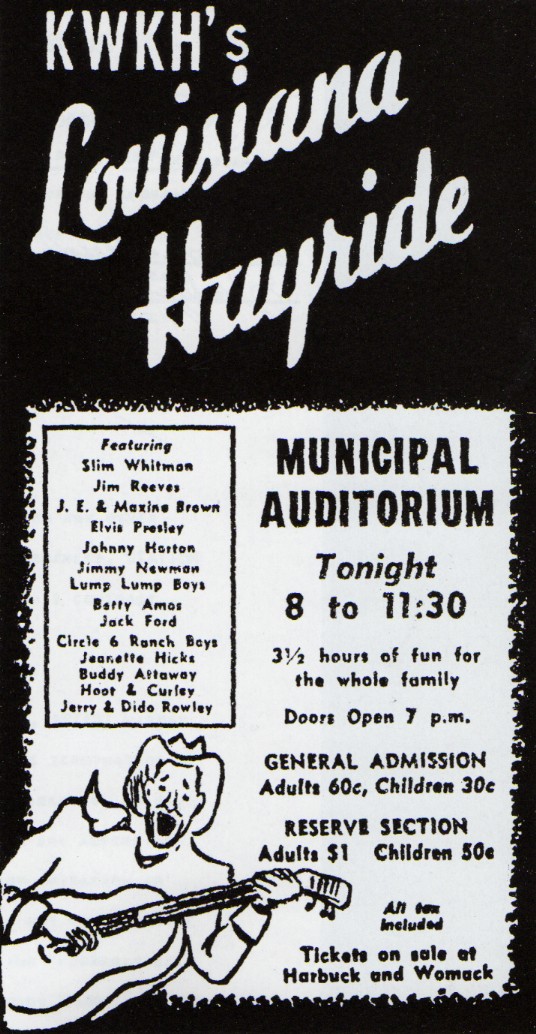 KWKH's
Louisiana
Hayride
Featuring
Slim Whitman
Jim Reeves
J. E. & Maxine Brown
Elvis Presley
Johnny Horton
Jimmy Newman
Lump Lump Boys
Betty Amos
Jack Ford
Circle 6 Ranch Boys
Jeanette Hicks
Buddy Attaway
Hoot & Curley
Jerry & Dido Rowley
MUNICIPAL
AUDITORIUM
Tonight
8 to 11:30
3½ hours of fun for
the whole family
Doors Open 7 p.m.
GENERAL ADMISSION
Adults 60c, Children 30c
RESERVE SECTION
Adults $1 Children 50c
All tax
included
Tickets on sale at
Harbuck and Womack